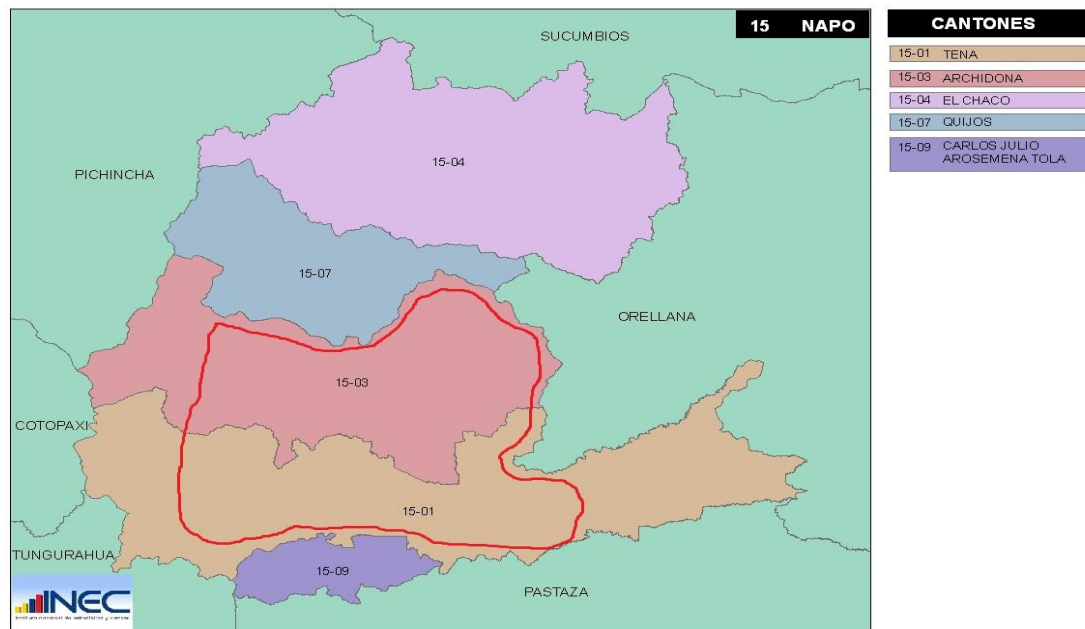 15 NAPO
SUCUMBIOS
PICHINCHA
15-04
15-07
ORELLANA
15-03
COTOPAXI
15-01
TUNGURAHUA
15-09
PASTAZA
INEC
CANTONES
15-01 TENA
15-03 ARCHIDONA
15-04 EL CHACO
15-07 QUIJOS
15-09 CARLOS JULIO
AROSEMENA TOLA